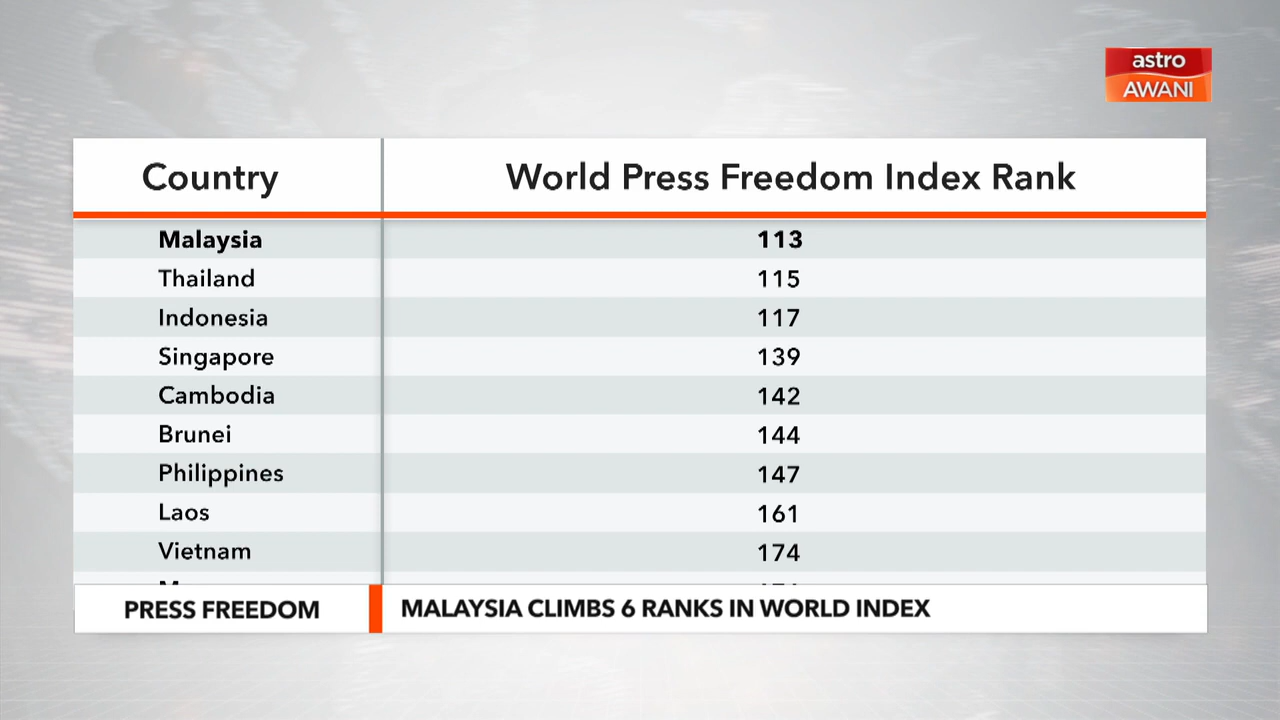 astro
AWANI
Country World Press Freedom Index Rank
Malaysia 113
Thailand 115
Indonesia 117
Singapore 139
Cambodia 142
Brunei 144
Philippines 147
Laos 161
Vietnam 174
PRESS FREEDOM MALAYSIA CLIMBS 6 RANKS IN WORLD INDEX